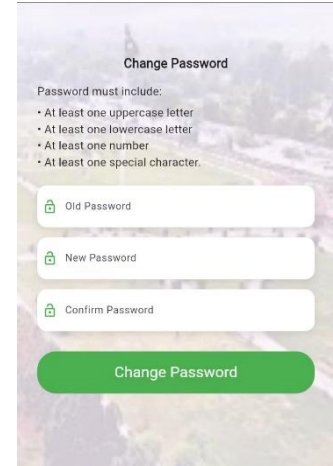 Change Password
Password must include:
• At least one uppercase letter
• At least one lowercase letter
• At least one number
• At least one special character.
Old Password
New Password
Confirm Password
Change Password